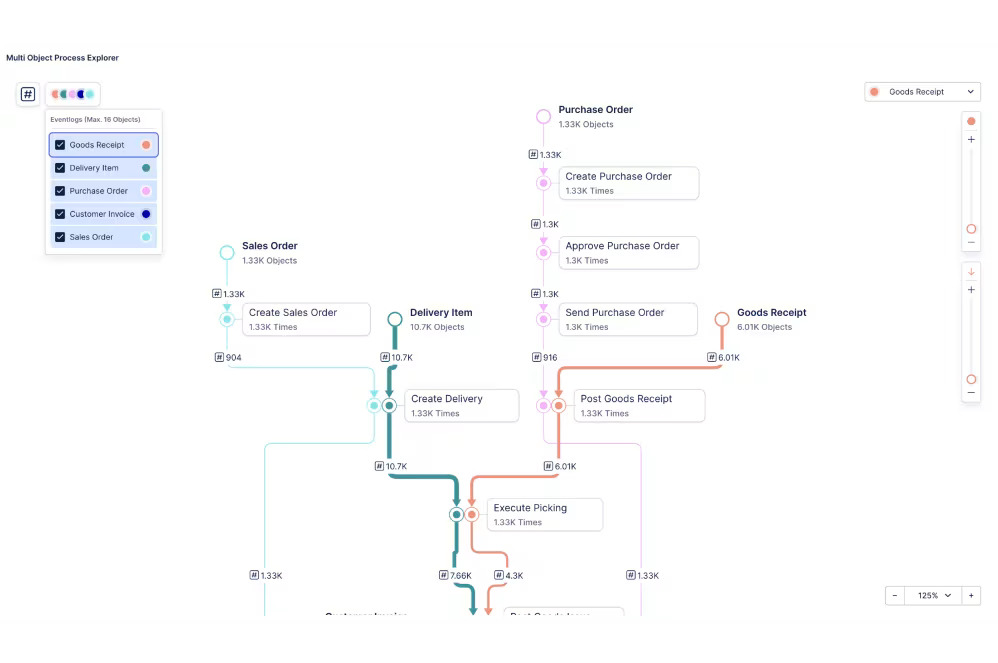 Multi Object Process Explorer
#
Goods Receipt
Eventlogs (Max. 16 Objects)
Goods Receipt
Delivery Item
Purchase Order
Customer Invoice
Sales Order
Purchase Order
1.33K Objects
# 1.33K
Create Purchase Order
1.33K Times
# 1.3K
Approve Purchase Order
1.3K Times
Sales Order
1.33K Objects
# 1.33K
# 1.3K
Create Sales Order
1.33K Times
Delivery Item
10.7K Objects
Send Purchase Order
1.3K Times
Goods Receipt
6.01K Objects
# 904
# 10.7K
# 916
# 6.01K
Create Delivery
1.33K Times
Post Goods Receipt
1.33K Times
# 10.7K
# 6.01K
Execute Picking
1.33K Times
# 1.33K
# 7.66K
# 4.3K
# 1.33K
− 125% +
Customer Invoice
Post Goods Issue